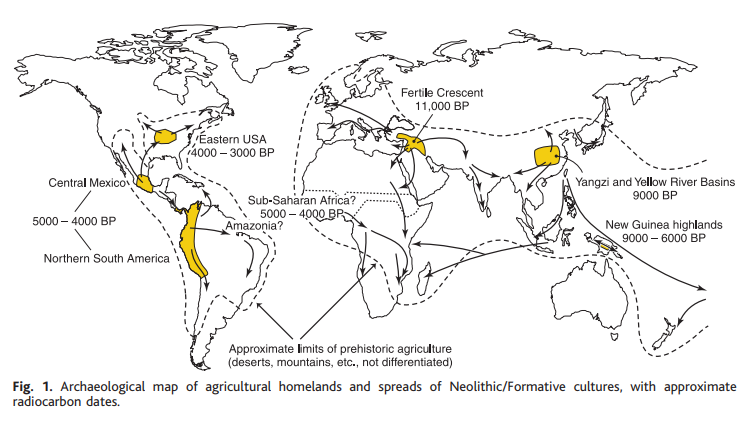 Fertile Crescent
11,000 BP
Eastern USA
4000 – 3000 BP
Central Mexico
5000 – 4000 BP
Northern South America
Sub-Saharan Africa?
5000 – 4000 BP
Amazonia?
Yangzi and Yellow River Basins
9000 BP
New Guinea highlands
9000 – 6000 BP
Approximate limits of prehistoric agriculture
(deserts, mountains, etc., not differentiated)
Fig. 1. Archaeological map of agricultural homelands and spreads of Neolithic/Formative cultures, with approximate
radiocarbon dates.